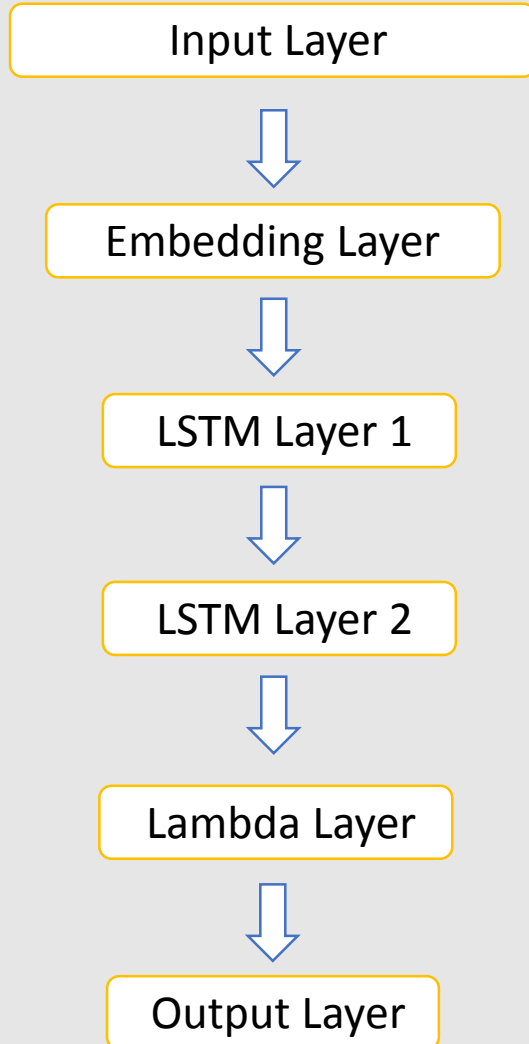 Input Layer
Embedding Layer
LSTM Layer 1
LSTM Layer 2
Lambda Layer
Output Layer